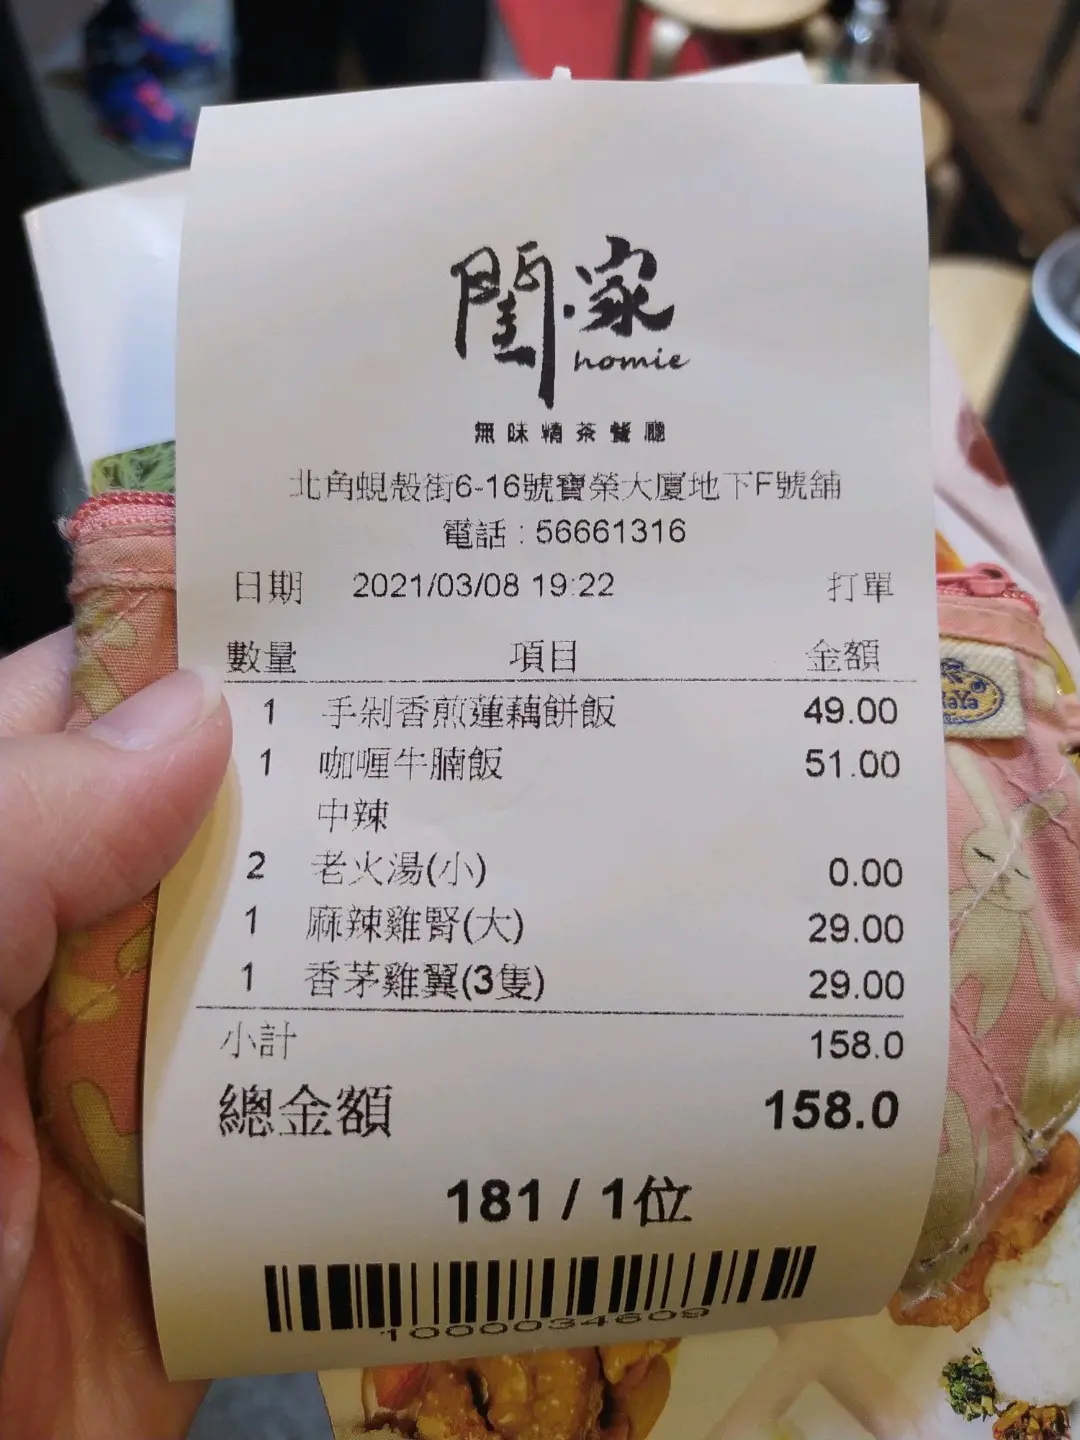 閨·家
homie
無味精茶餐廳
北角蜆殼街6-16號寶榮大廈地下F號舖
電話 : 56661316
日期 2021/03/08 19:22 打單
數量 項目 金額
1 手剁香煎蓮藕餅飯 49.00
1 咖喱牛腩飯 51.00
中辣
2 老火湯(小) 0.00
1 麻辣雞腎(大) 29.00
1 香茅雞翼(3隻) 29.00
小計 158.0
總金額 158.0
181 / 1位
1000034609